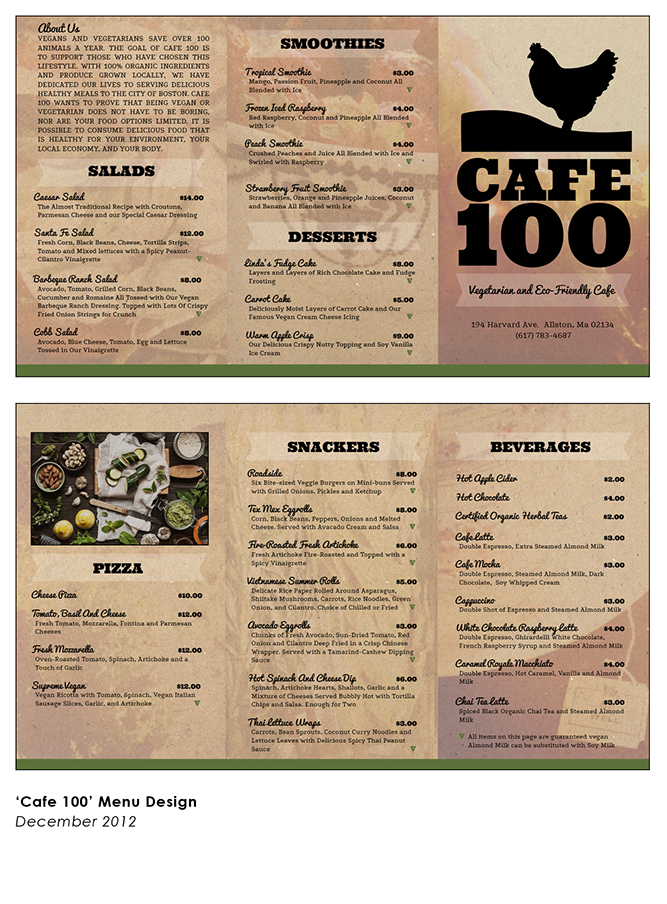 About Us
VEGANS AND VEGETARIANS SAVE OVER 100
ANIMALS A YEAR. THE GOAL OF CAFE 100 IS
TO SUPPORT THOSE WHO HAVE CHOSEN THIS
LIFESTYLE. WITH 100% ORGANIC INGREDIENTS
AND PRODUCE GROWN LOCALLY, WE HAVE
DEDICATED OUR LIVES TO SERVING DELICIOUS
HEALTHY MEALS TO THE CITY OF BOSTON. CAFE
100 WANTS TO PROVE THAT BEING VEGAN OR
VEGETARIAN DOES NOT HAVE TO BE BORING,
NOR ARE YOUR FOOD OPTIONS LIMITED. IT IS
POSSIBLE TO CONSUME DELICIOUS FOOD THAT
IS HEALTHY FOR YOUR ENVIRONMENT, YOUR
LOCAL ECONOMY, AND YOUR BODY.
SALADS
Caesar Salad $14.00
The Almost Traditional Recipe with Croutons,
Parmesan Cheese and our Special Caesar Dressing
Santa Fe Salad $12.00
Fresh Corn, Black Beans, Cheese, Tortilla Strips,
Tomato and Mixed lettuces with a Spicy Peanut-
Cilantro Vinaigrette
Barbeque Ranch Salad $5.00
Avocado, Tomato, Grilled Corn, Black Beans,
Cucumber and Romaine All Tossed with Our Vegan
Barbeque Ranch Dressing. Topped with Lots Of Crispy
Fried Onion Strings for Crunch
Cobb Salad $8.00
Avocado, Blue Cheese, Tomato, Egg and Lettuce
Tossed in Our Vinaigrette
SMOOTHIES
Tropical Smoothie $3.00
Mango, Passion Fruit, Pineapple and Coconut All
Blended with Ice
Frozen Iced Raspberry $4.00
Red Raspberry, Coconut and Pineapple All Blended
with Ice
Peach Smoothie $4.00
Crushed Peaches and Juice All Blended with Ice and
Swirled with Raspberry
Strawberry Fruit Smoothie $3.00
Strawberries, Orange and Pineapple Juices, Coconut
and Banana All Blended with Ice
DESSERTS
Linda's Fudge Cake $8.00
Layers and Layers of Rich Chocolate Cake and Fudge
Frosting
Carrot Cake $5.00
Deliciously Moist Layers of Carrot Cake and Our
Famous Vegan Cream Cheese Icing
Warm Apple Crisp $9.00
Our Delicious Crispy Nutty Topping and Soy Vanilla
Ice Cream
CAFE
100
Vegetarian and Eco-Friendly Cafe
194 Harvard Ave. Allston, Ma 02134
(617) 783-4687
PIZZA
Cheese Pizza $10.00
Tomato, Basil And Cheese $12.00
Fresh Tomato, Mozzarella, Fontina and Parmesan
Cheeses
Fresh Mozzarella $12.00
Oven-Roasted Tomato, Spinach, Artichoke and a
Touch of Garlic
Supreme Vegan $12.00
Vegan Ricotta with Tomato, Spinach, Vegan Italian
Sausage Slices, Garlic, and Artichoke
SNACKERS
Roadside $8.00
Six Bite-sized Veggie Burgers on Mini-buns Served
with Grilled Onions, Pickles and Ketchup
Tex Mex Eggrolls $8.00
Corn, Black Beans, Peppers, Onions and Melted
Cheese. Served with Avocado Cream and Salsa
Fire-Roasted Fresh Artichoke $6.00
Fresh Artichoke Fire-Roasted and Topped with a
Spicy Vinaigrette
Vietnamese Summer Rolls $5.00
Delicate Rice Paper Rolled Around Asparagus,
Shiitake Mushrooms, Carrots, Rice Noodles, Green
Onion, and Cilantro. Choice of Chilled or Fried
Avocado Eggrolls $3.00
Chunks of Fresh Avocado, Sun-Dried Tomato, Red
Onion and Cilantro Deep Fried in a Crisp Chinese
Wrapper. Served with a Tamarind-Cashew Dipping
Sauce
Hot Spinach And Cheese Dip $6.00
Spinach, Artichoke Hearts, Shallots, Garlic and a
Mixture of Cheeses Served Bubbly Hot with Tortilla
Chips and Salsa. Enough for Two
Thai Lettuce Wraps $3.00
Carrots, Bean Sprouts, Coconut Curry Noodles and
Lettuce Leaves with Delicious Spicy Thai Peanut
Sauce
BEVERAGES
Hot Apple Cider $2.00
Hot Chocolate $4.00
Certified Organic Herbal Teas $2.00
Cafe Latte $3.00
Double Espresso, Extra Steamed Almond Milk
Cafe Mocha $3.00
Double Espresso, Steamed Almond Milk, Dark
Chocolate, Soy Whipped Cream
Cappuccino $3.00
Double Shot of Espresso and Steamed Almond Milk
White Chocolate Raspberry Latte $4.00
Double Espresso, Ghirardelli White Chocolate,
French Raspberry Syrup and Steamed Almond Milk
Caramel Royale Macchiato $4.00
Double Espresso, Hot Caramel, Vanilla and Almond
Milk
Chai Tea Latte $3.00
Spiced Black Organic Chai Tea and Steamed Almond
Milk
All items on this page are guaranteed vegan
- Almond Milk can be substituted with Soy Milk
‘Cafe 100’ Menu Design
December 2012